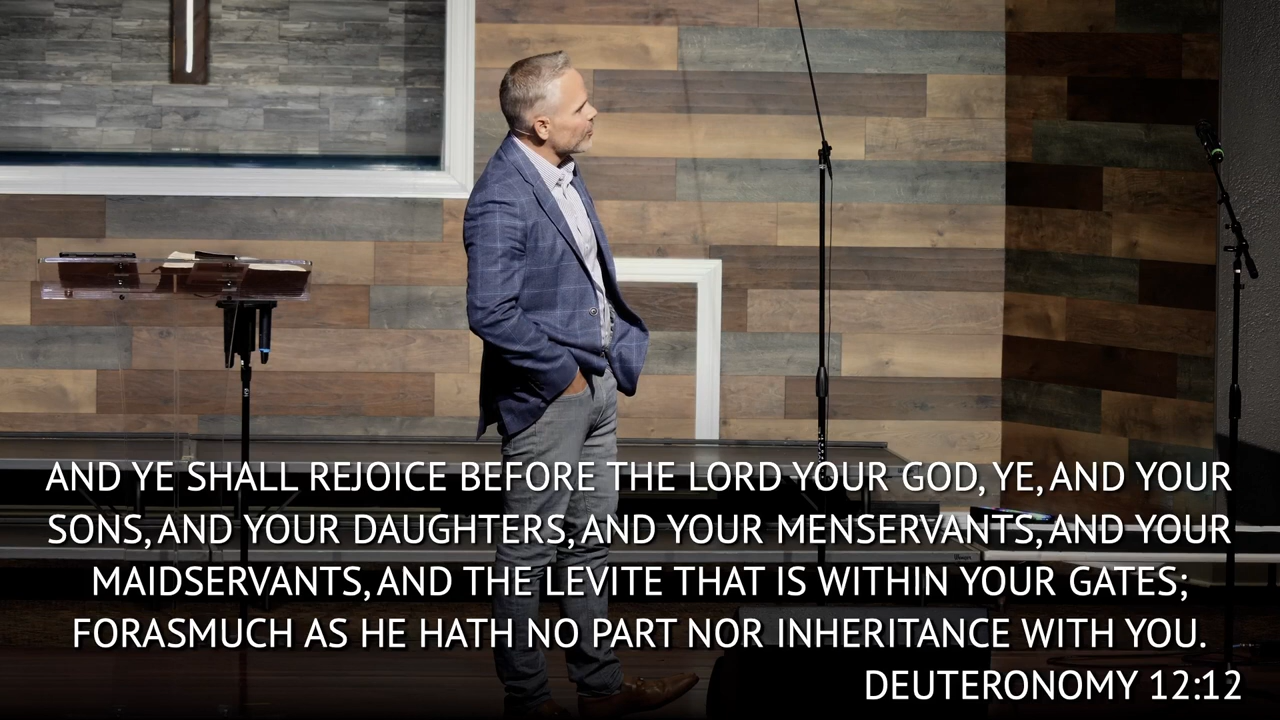 AND YE SHALL REJOICE BEFORE THE LORD YOUR GOD, YE, AND YOUR
SONS, AND YOUR DAUGHTERS, AND YOUR MENSERVANTS, AND YOUR
MAIDSERVANTS, AND THE LEVITE THAT IS WITHIN YOUR GATES;
FORASMUCH AS HE HATH NO PART NOR INHERITANCE WITH YOU.
DEUTERONOMY 12:12